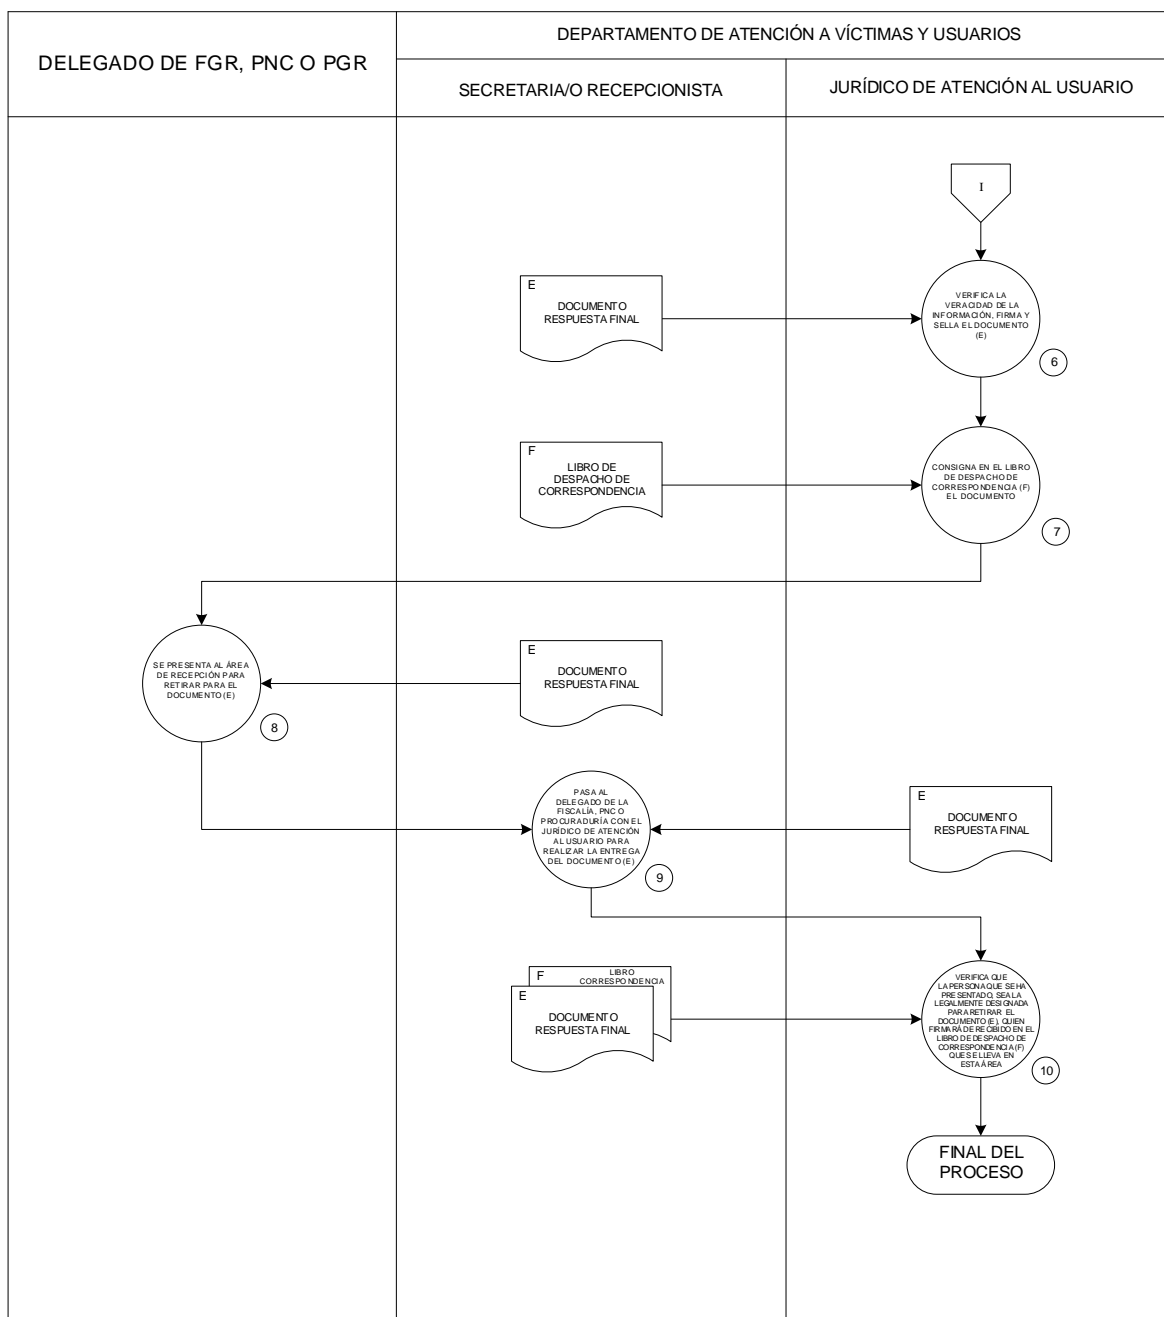 DELEGADO DE FGR, PNC O PGR
DEPARTAMENTO DE ATENCIÓN A VÍCTIMAS Y USUARIOS
SECRETARIA/O RECEPCIONISTA
JURÍDICO DE ATENCIÓN AL USUARIO
I
E
DOCUMENTO
RESPUESTA FINAL
VERIFICA LA
VERACIDAD DE LA
INFORMACIÓN, FIRMA Y
SELLA EL DOCUMENTO
(E)
6
F
LIBRO DE
DESPACHO DE
CORRESPONDENCIA
CONSIGNA EN EL LIBRO
DE DESPACHO DE
CORRESPONDENCIA (F)
EL DOCUMENTO
7
SE PRESENTA AL ÁREA
DE RECEPCIÓN PARA
RETIRAR PARA EL
DOCUMENTO (E)
8
E
DOCUMENTO
RESPUESTA FINAL
PASA AL
DELEGADO DE LA
FISCALÍA, PNC O
PROCURADURÍA CON EL
JURÍDICO DE ATENCIÓN
AL USUARIO PARA
REALIZAR LA ENTREGA
DEL DOCUMENTO (E)
9
E
DOCUMENTO
RESPUESTA FINAL
F
LIBRO
CORRESPONDENCIA
E
DOCUMENTO
RESPUESTA FINAL
VERIFICA QUE
LA PERSONA QUE SE HA
PRESENTADO, SEA LA
LEGALMENTE DESIGNADA
PARA RETIRAR EL
DOCUMENTO (E), QUIEN
FIRMARÁ DE RECIBIDO EN EL
LIBRO DE DESPACHO DE
CORRESPONDENCIA (F)
QUE SE LLEVA EN
ESTA ÁREA
10
FINAL DEL
PROCESO